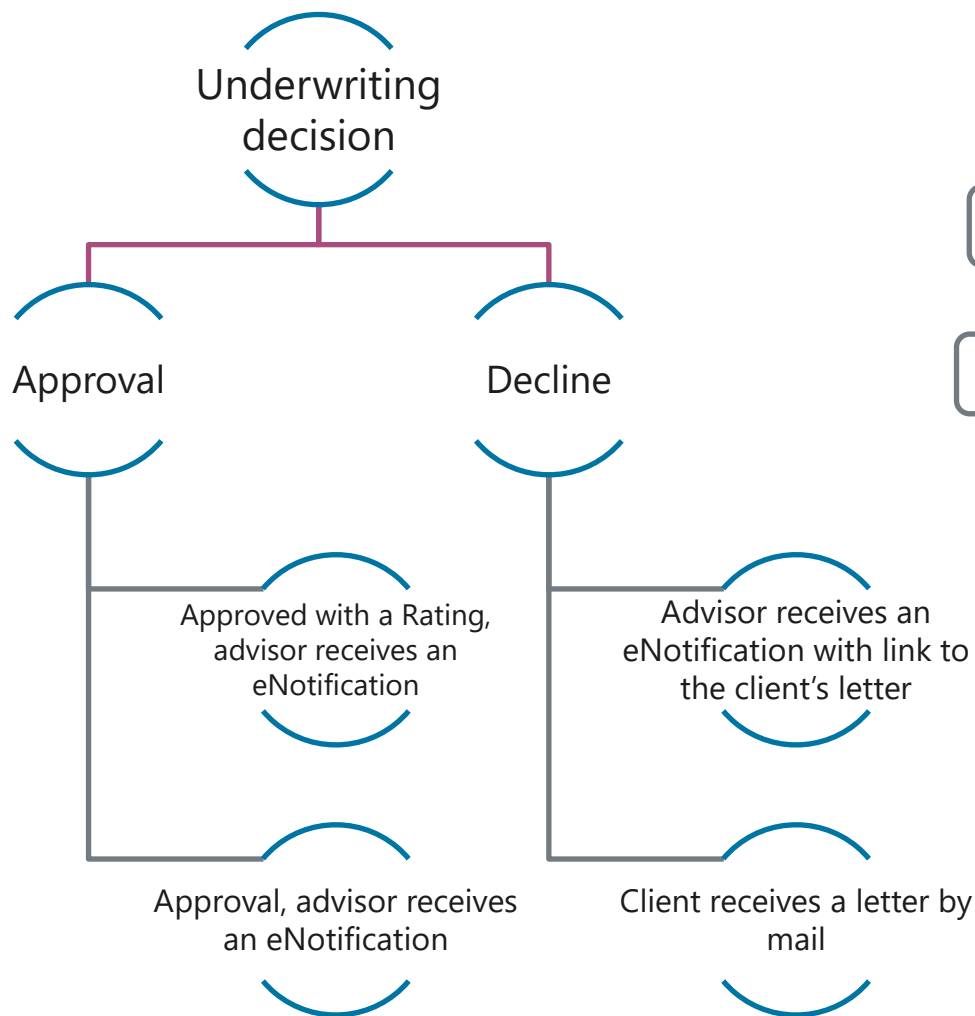 Underwriting
decision
Approval
Decline
Approved with a Rating,
advisor receives an
eNotification
Advisor receives an
eNotification with link to
the client’s letter
Approval, advisor receives
an eNotification
Client receives a letter by
mail